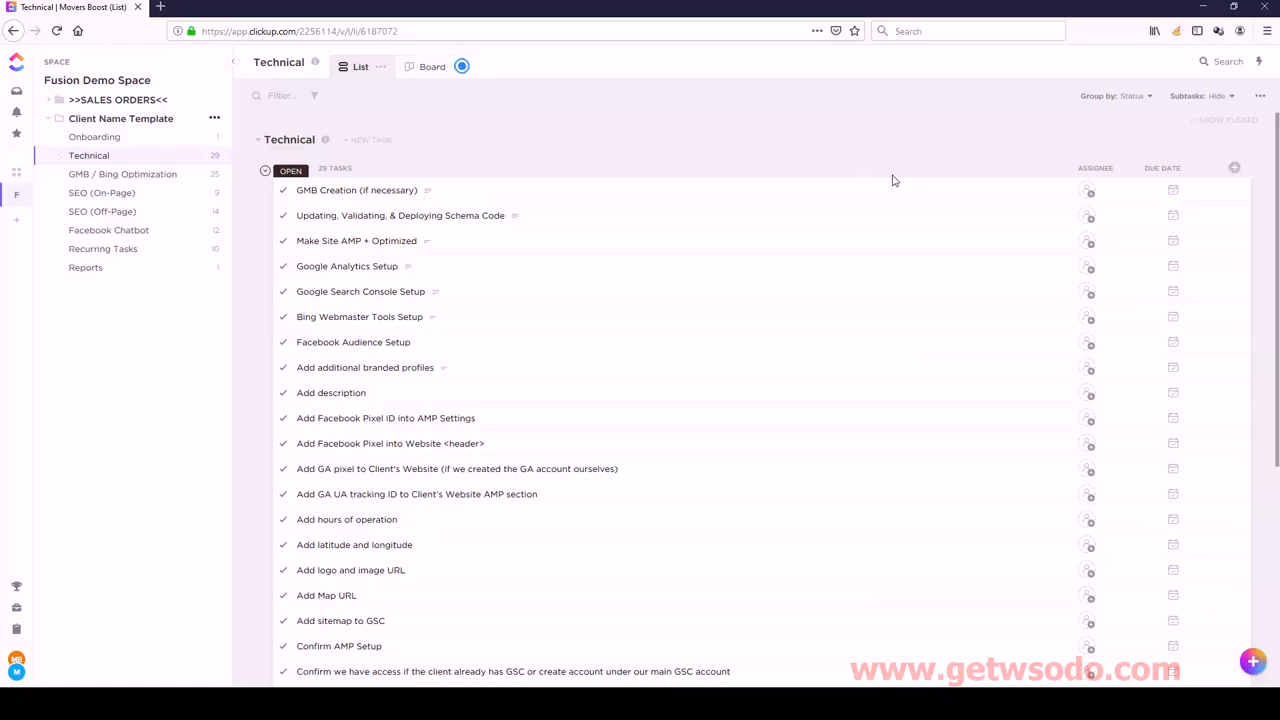 Technical | Movers Boost (List)
https://app.clickup.com/2256114/v/l/li/6187072
Search
SPACE
Fusion Demo Space
>>SALES ORDERS<<
Client Name Template
Onboarding 1
Technical 29
GMB / Bing Optimization 25
SEO (On-Page) 9
SEO (Off-Page) 14
Facebook Chatbot 12
Recurring Tasks 10
Reports 1
F
MB
M
Technical
List
Board
Search
Filter...
Group by: Status
Subtasks: Hide
SHOW CLOSED
Technical
+ NEW TASK
OPEN 29 TASKS ASSIGNEE DUE DATE
GMB Creation (if necessary)
Updating, Validating, & Deploying Schema Code
Make Site AMP + Optimized
Google Analytics Setup
Google Search Console Setup
Bing Webmaster Tools Setup
Facebook Audience Setup
Add additional branded profiles
Add description
Add Facebook Pixel ID into AMP Settings
Add Facebook Pixel into Website <header>
Add GA pixel to Client's Website (if we created the GA account ourselves)
Add GA UA tracking ID to Client's Website AMP section
Add hours of operation
Add latitude and longitude
Add logo and image URL
Add Map URL
Add sitemap to GSC
Confirm AMP Setup
Confirm we have access if the client already has GSC or create account under our main GSC account
www.getwsodo.com